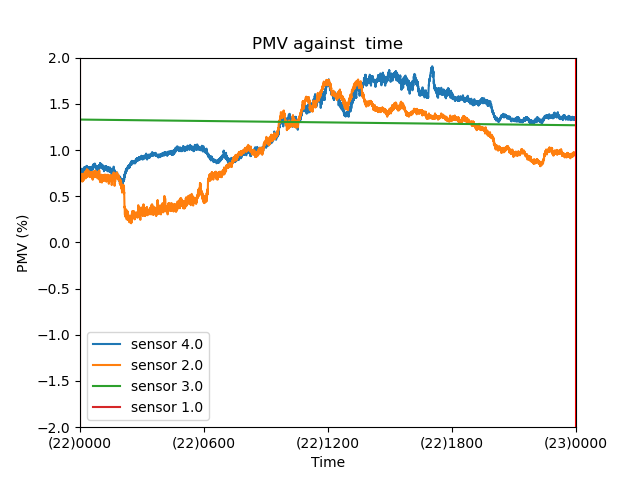 PMV against  time
PMV (%)
2.0
1.5
1.0
0.5
0.0
−0.5
−1.0
−1.5
−2.0
sensor 4.0
sensor 2.0
sensor 3.0
sensor 1.0
(22)0000 (22)0600 (22)1200 (22)1800 (23)0000
Time